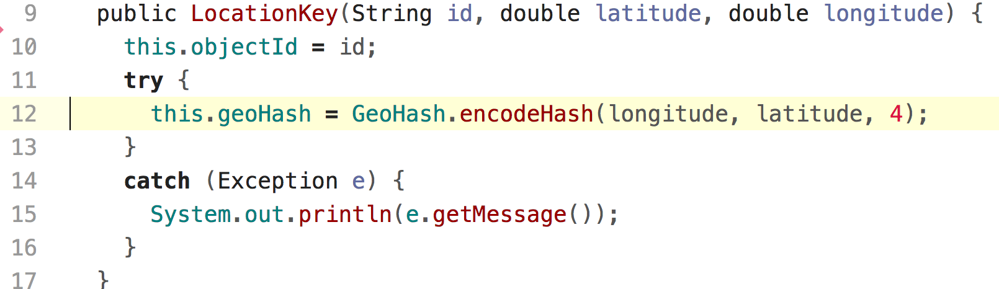 9 public LocationKey(String id, double latitude, double longitude) {
10 this.objectId = id;
11 try {
12 this.geoHash = GeoHash.encodeHash(longitude, latitude, 4);
13 }
14 catch (Exception e) {
15 System.out.println(e.getMessage());
16 }
17 }